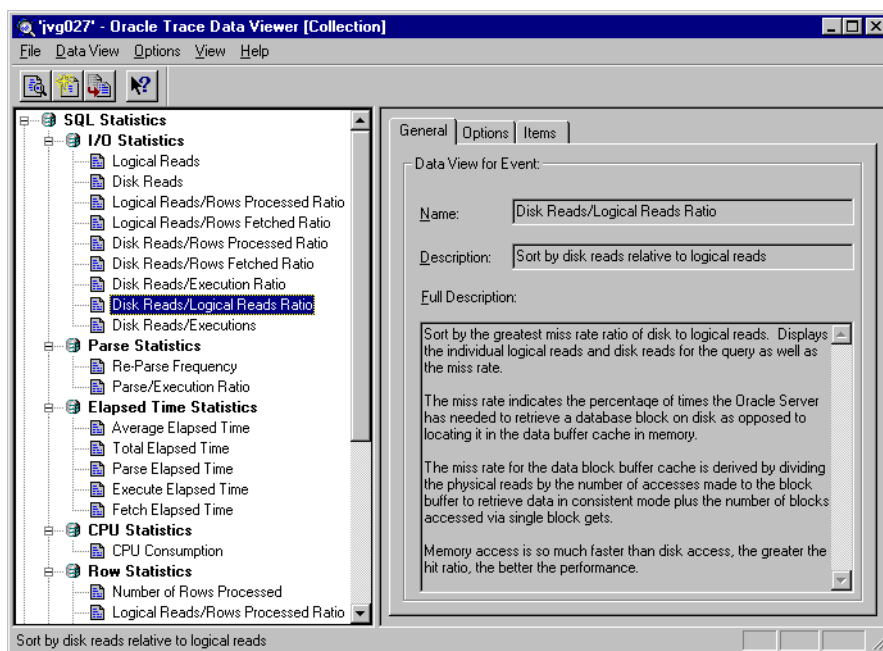 'jvg027' - Oracle Trace Data Viewer [Collection]
File Data View Options View Help
SQL Statistics
I/O Statistics
Logical Reads
Disk Reads
Logical Reads/Rows Processed Ratio
Logical Reads/Rows Fetched Ratio
Disk Reads/Rows Processed Ratio
Disk Reads/Rows Fetched Ratio
Disk Reads/Execution Ratio
Disk Reads/Logical Reads Ratio
Disk Reads/Executions
Parse Statistics
Re-Parse Frequency
Parse/Execution Ratio
Elapsed Time Statistics
Average Elapsed Time
Total Elapsed Time
Parse Elapsed Time
Execute Elapsed Time
Fetch Elapsed Time
CPU Statistics
CPU Consumption
Row Statistics
Number of Rows Processed
Logical Reads/Rows Processed Ratio
General Options Items
Data View for Event:
Name: Disk Reads/Logical Reads Ratio
Description: Sort by disk reads relative to logical reads
Full Description:
Sort by the greatest miss rate ratio of disk to logical reads. Displays
the individual logical reads and disk reads for the query as well as
the miss rate.
The miss rate indicates the percentage of times the Oracle Server
has needed to retrieve a database block on disk as opposed to
locating it in the data buffer cache in memory.
The miss rate for the data block buffer cache is derived by dividing
the physical reads by the number of accesses made to the block
buffer to retrieve data in consistent mode plus the number of blocks
accessed via single block gets.
Memory access is so much faster than disk access, the greater the
hit ratio, the better the performance.
Sort by disk reads relative to logical reads